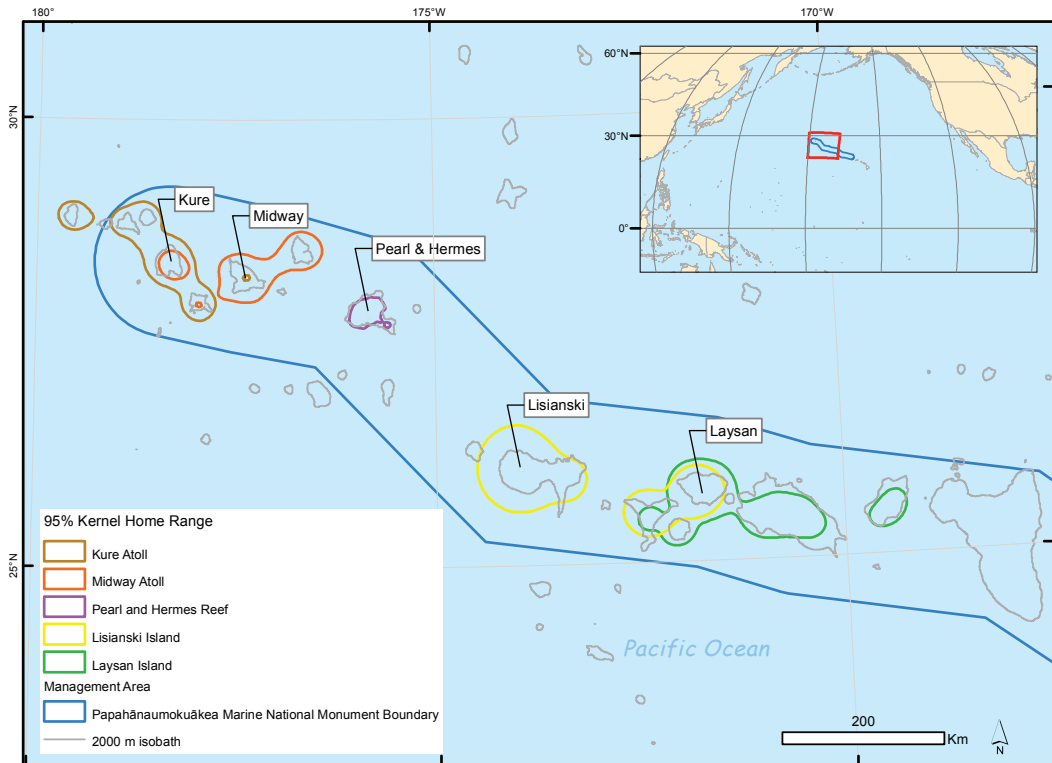 180°
175°W
170°W
60°N
30°N
0°
30°N
25°N
Kure
Midway
Pearl & Hermes
Lisianski
Laysan
95% Kernel Home Range
Kure Atoll
Midway Atoll
Pearl and Hermes Reef
Lisianski Island
Laysan Island
Management Area
Papahānaumokuākea Marine National Monument Boundary
2000 m isobath
Pacific Ocean
200
Km
N